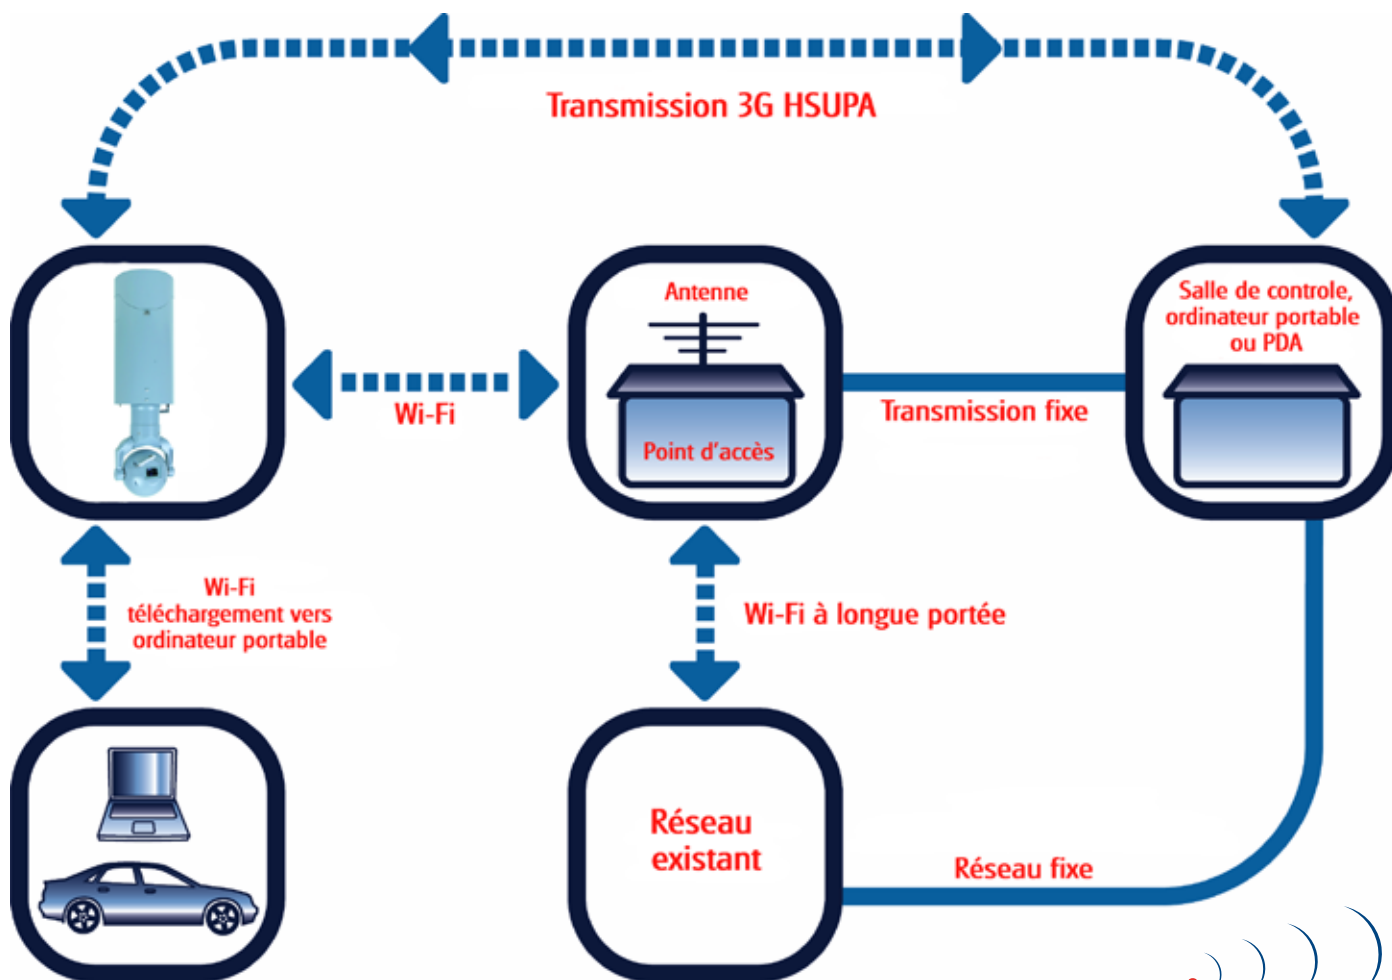 Transmission 3G HSUPA
Antenne
Point d'accès
Salle de controle,
ordinateur portable
ou PDA
Wi-Fi
Transmission fixe
Wi-Fi
téléchargement vers
ordinateur portable
Wi-Fi à longue portée
Réseau
existant
Réseau fixe